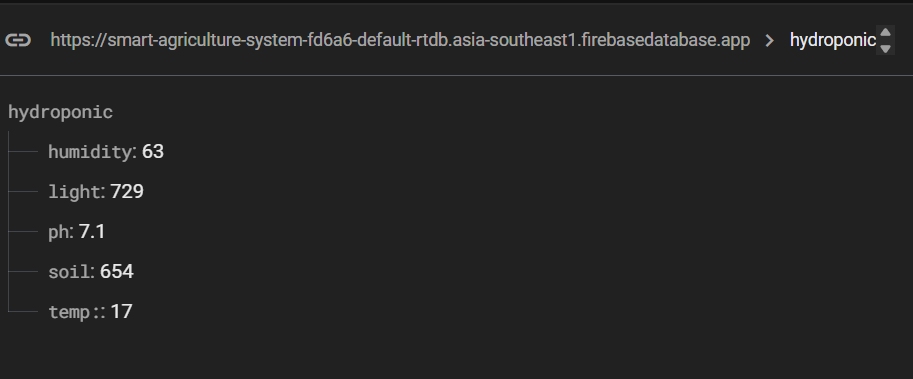 https://smart-agriculture-system-fd6a6-default-rtdb.asia-southeast1.firebasedatabase.app > hydroponic
hydroponic
humidity: 63
light: 729
ph: 7.1
soil: 654
temp:: 17